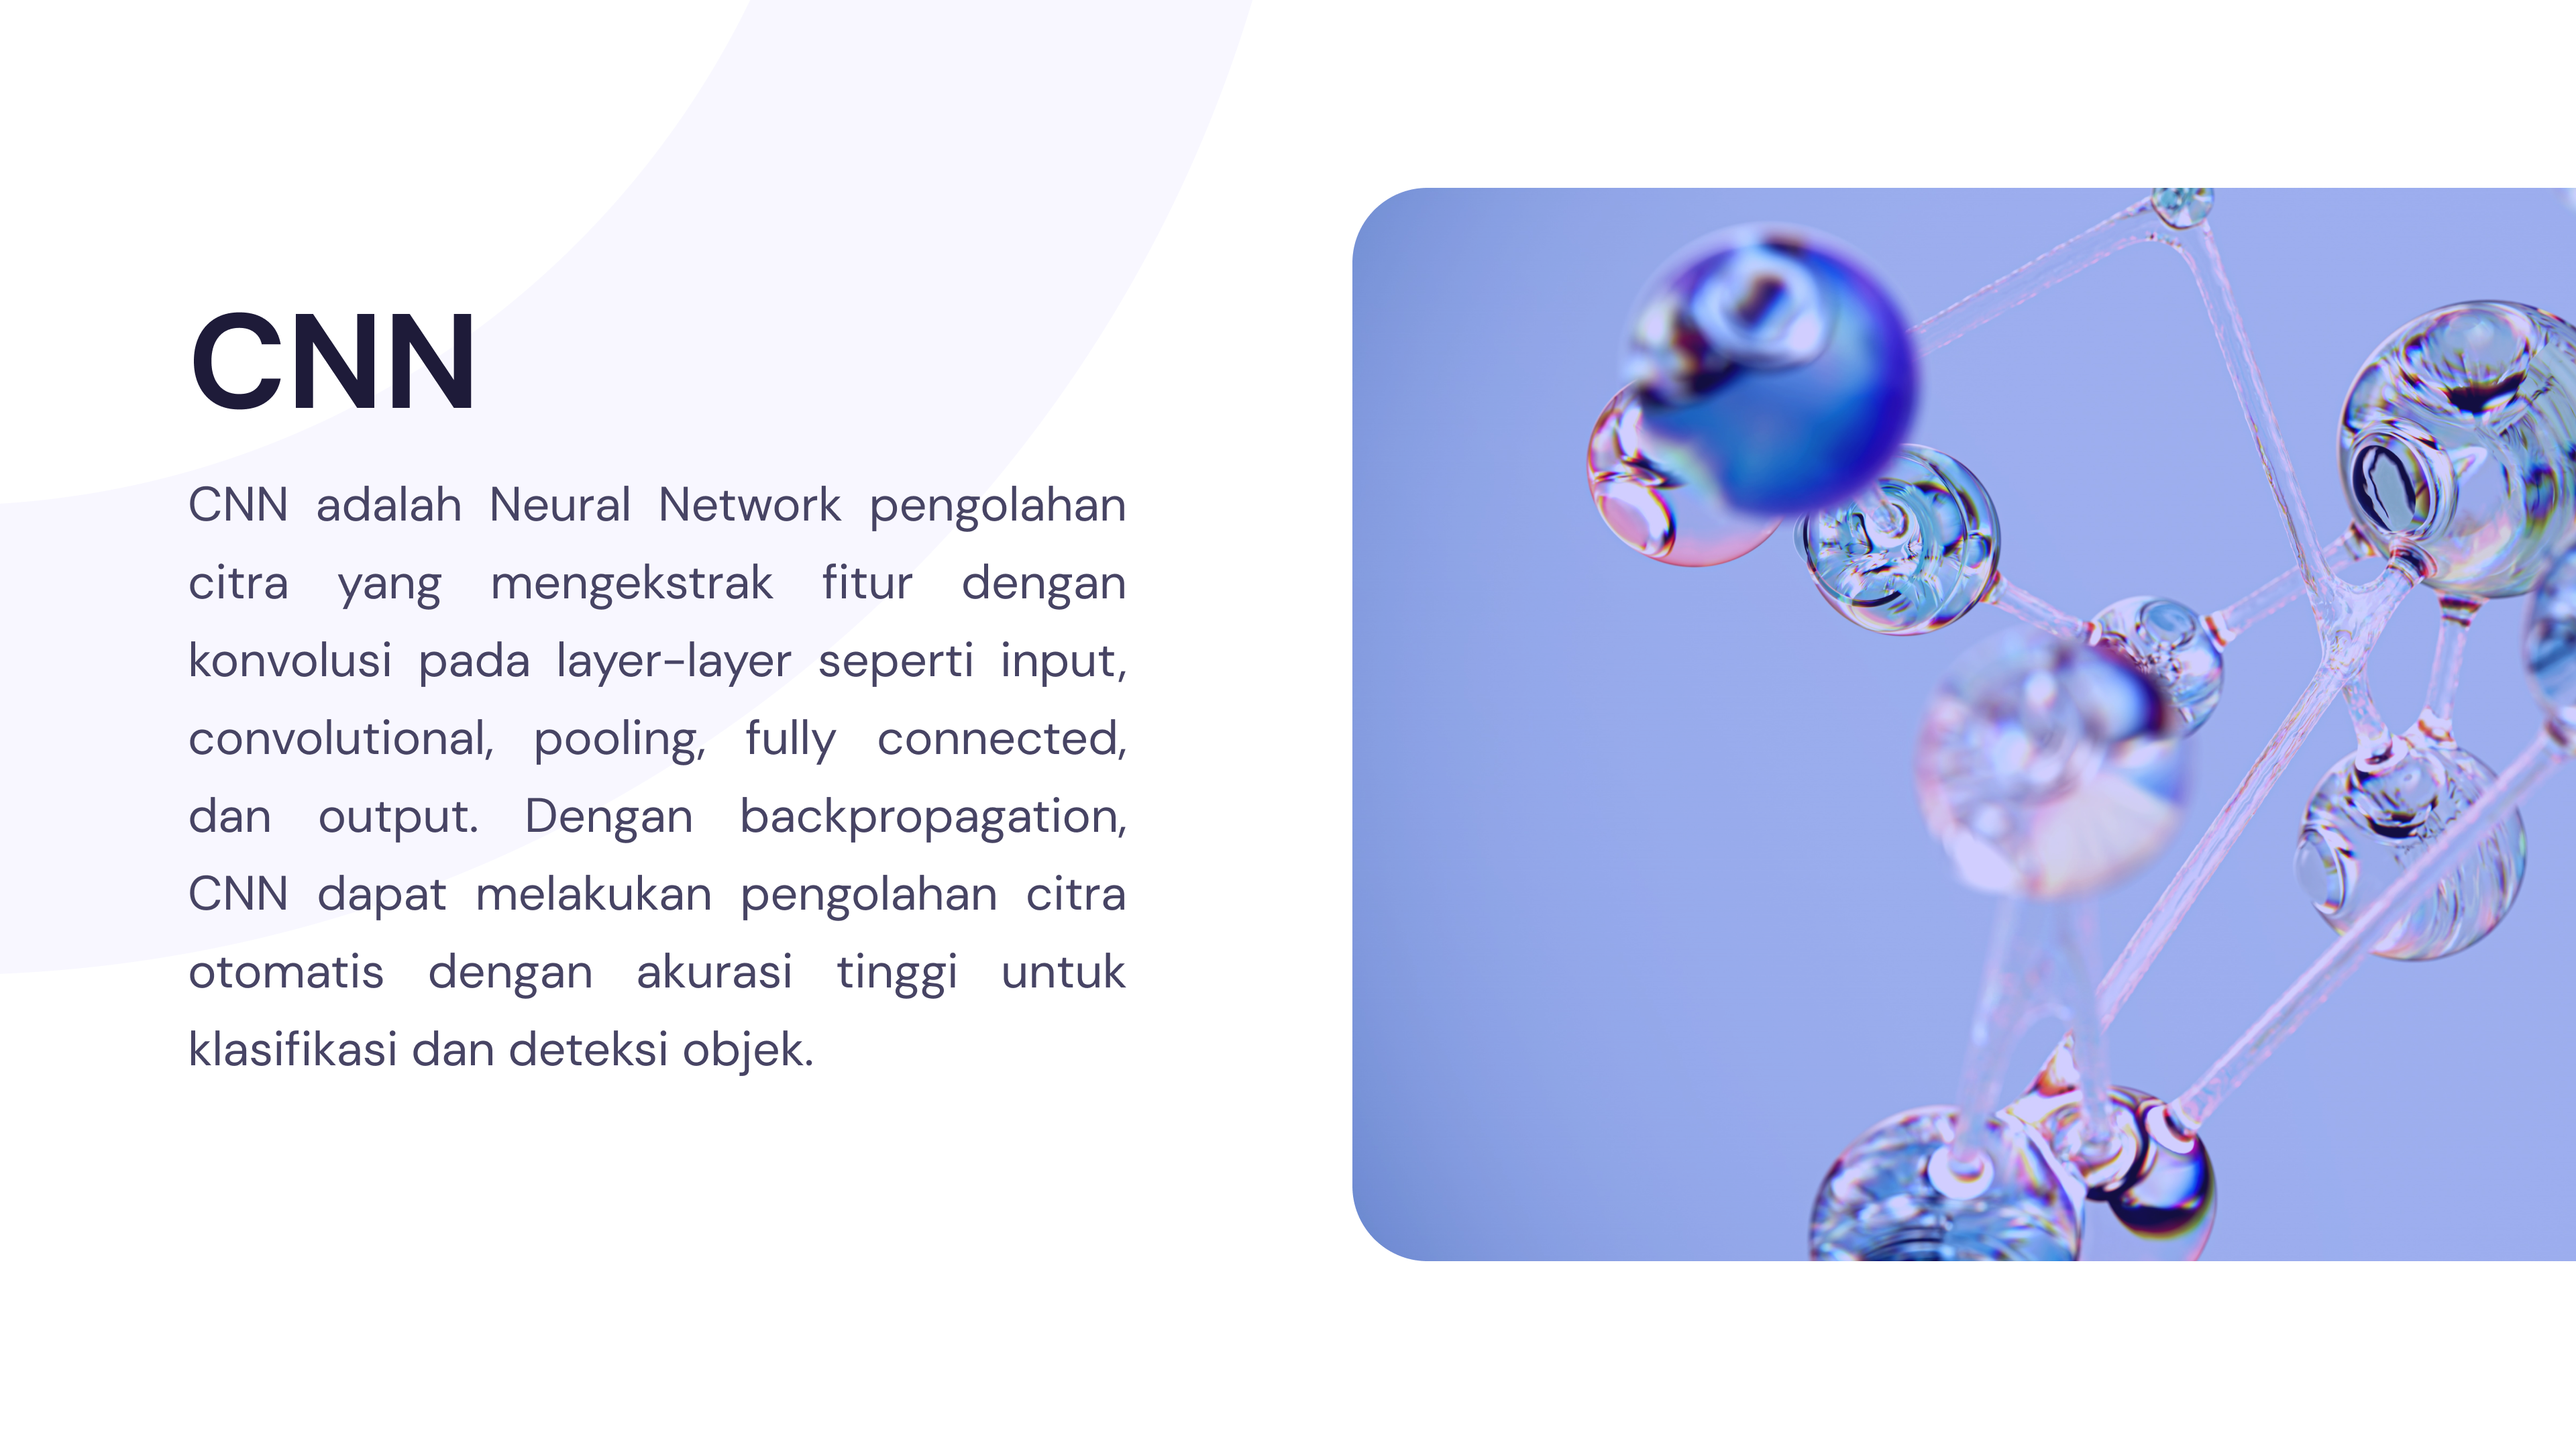 CNN
CNN adalah Neural Network pengolahan
citra yang mengekstrak fitur dengan
konvolusi pada layer-layer seperti input,
convolutional, pooling, fully connected,
dan output. Dengan backpropagation,
CNN dapat melakukan pengolahan citra
otomatis dengan akurasi tinggi untuk
klasifikasi dan deteksi objek.